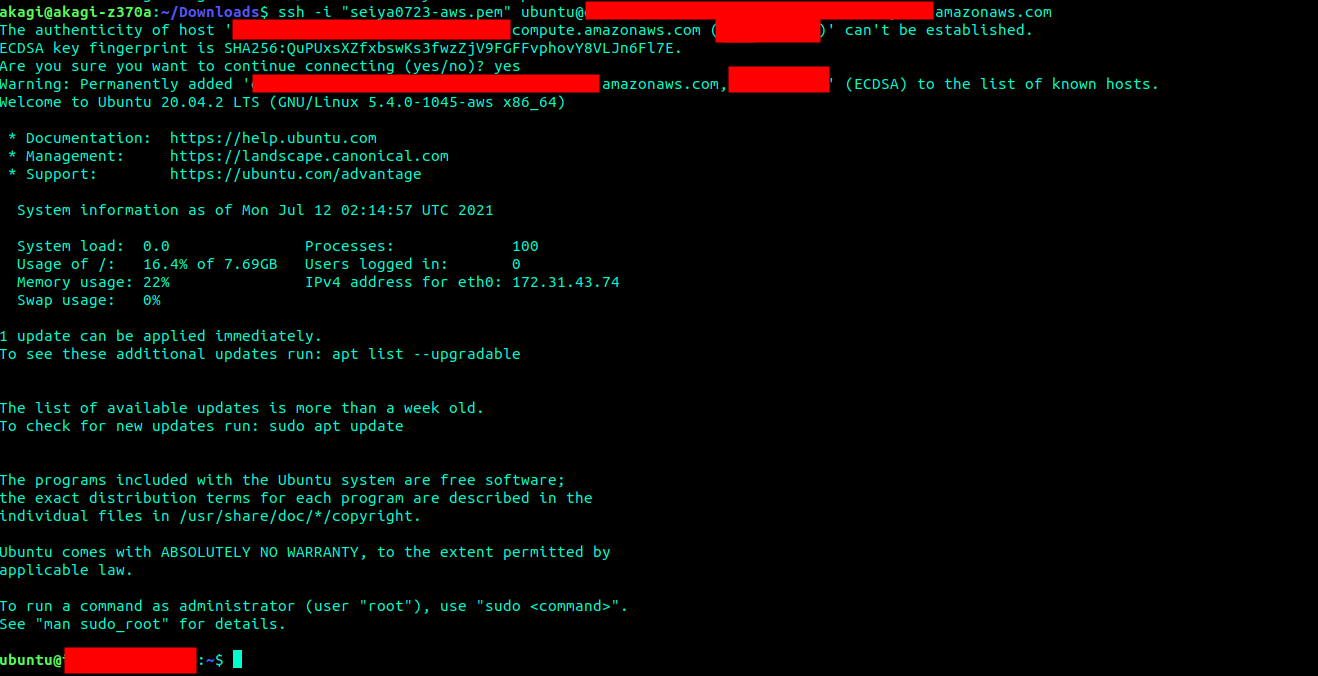 akagi@akagi-z370a:~/Downloads$ ssh -i "seiya0723-aws.pem" ubuntu@ amazonaws.com
The authenticity of host ' compute.amazonaws.com ( )' can't be established.
ECDSA key fingerprint is SHA256:QuPUxsXZfxbswKs3fwzZjV9FGFFvphovY8VLJn6Fl7E.
Are you sure you want to continue connecting (yes/no)? yes
Warning: Permanently added ' amazonaws.com, ' (ECDSA) to the list of known hosts.
Welcome to Ubuntu 20.04.2 LTS (GNU/Linux 5.4.0-1045-aws x86_64)
* Documentation: https://help.ubuntu.com
* Management: https://landscape.canonical.com
* Support: https://ubuntu.com/advantage
System information as of Mon Jul 12 02:14:57 UTC 2021
System load: 0.0 Processes: 100
Usage of /: 16.4% of 7.69GB Users logged in: 0
Memory usage: 22% IPv4 address for eth0: 172.31.43.74
Swap usage: 0%
1 update can be applied immediately.
To see these additional updates run: apt list --upgradable
The list of available updates is more than a week old.
To check for new updates run: sudo apt update
The programs included with the Ubuntu system are free software;
the exact distribution terms for each program are described in the
individual files in /usr/share/doc/*/copyright.
Ubuntu comes with ABSOLUTELY NO WARRANTY, to the extent permitted by
applicable law.
To run a command as administrator (user "root"), use "sudo <command>".
See "man sudo_root" for details.
ubuntu@ :~$